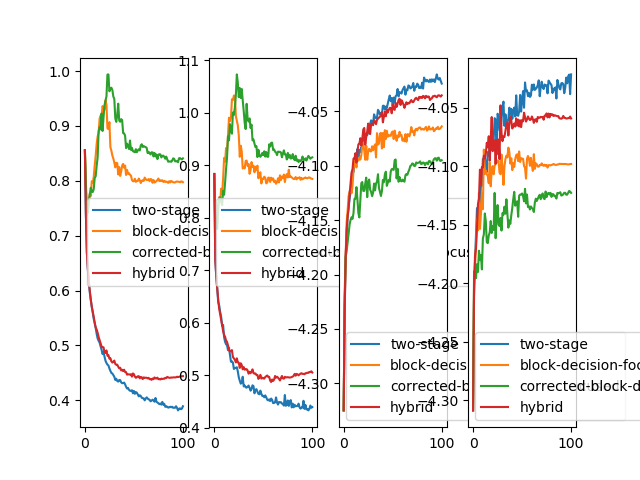 1.0
0.9
0.8
0.7
0.6
0.5
0.4
0
100
two-stage
block-decis
corrected-b
hybrid
1.1
1.0
0.9
0.8
0.7
0.6
0.5
0.4
0
100
two-stage
block-decis
corrected-b
hybrid
−4.05
−4.10
−4.15
−4.20
−4.25
−4.30
0
100
two-stage
block-decis
corrected-b
hybrid
−4.05
−4.10
−4.15
−4.20
−4.25
−4.30
0
100
two-stage
block-decision-foc
corrected-block-d
hybrid